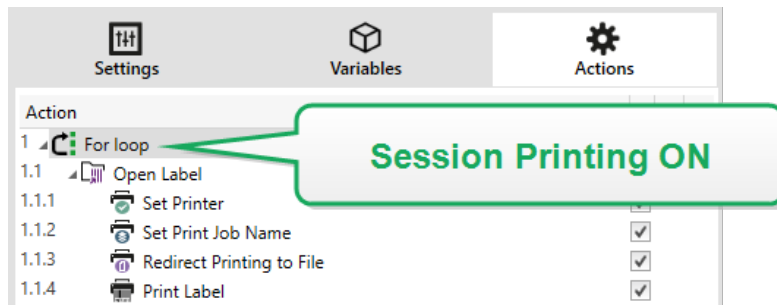 Settings Variables Actions
Action
1 For loop
Session Printing ON
1.1 Open Label
1.1.1 Set Printer
1.1.2 Set Print Job Name
1.1.3 Redirect Printing to File
1.1.4 Print Label